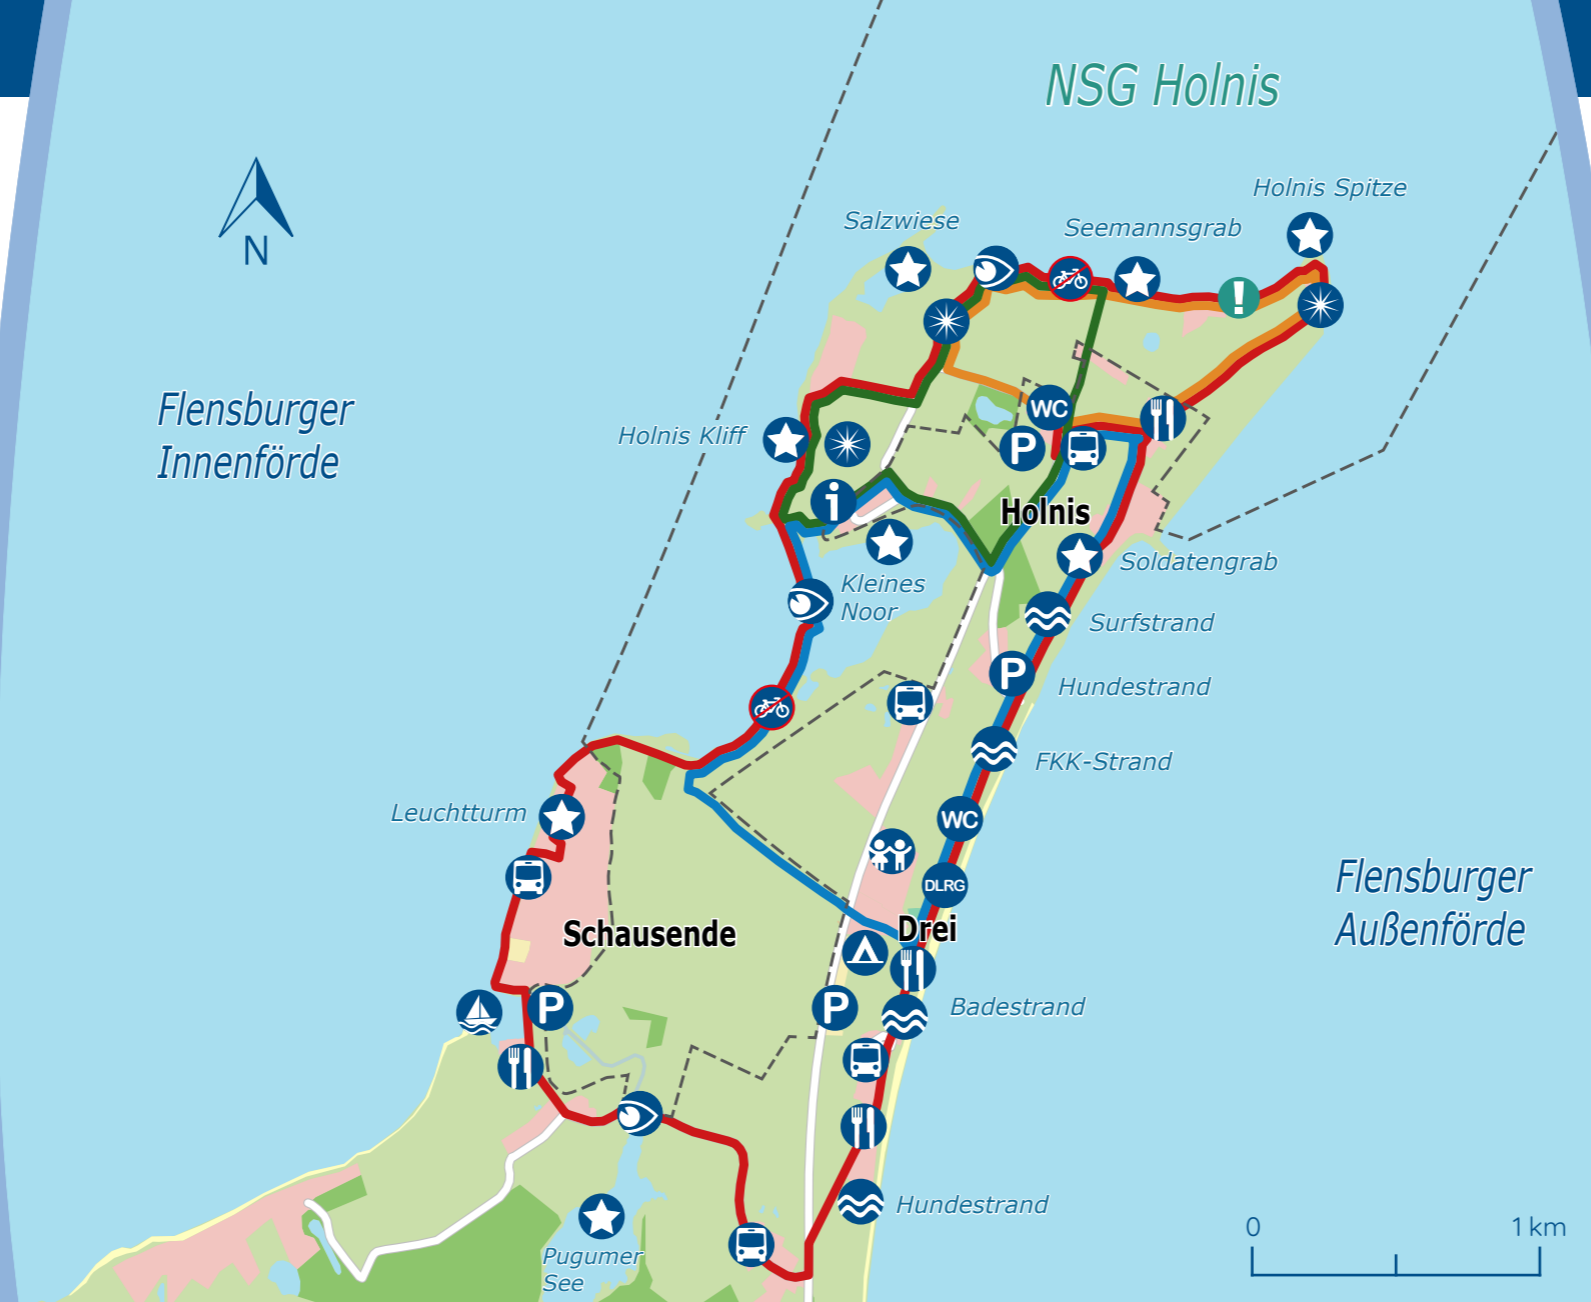 NSG Holnis
Holnis Spitze
Salzwiese
Seemannsgrab
N
Flensburger
Innenförde
Holnis Kliff
WC
P
i
Holnis
Soldatengrab
Kleines
Noor
Surfstrand
P
Hundestrand
FKK-Strand
Leuchtturm
WC
DLRG
Flensburger
Außenförde
Schausende
Drei
P
P
Badestrand
Hundestrand
Pugumer
See
0 1 km
!